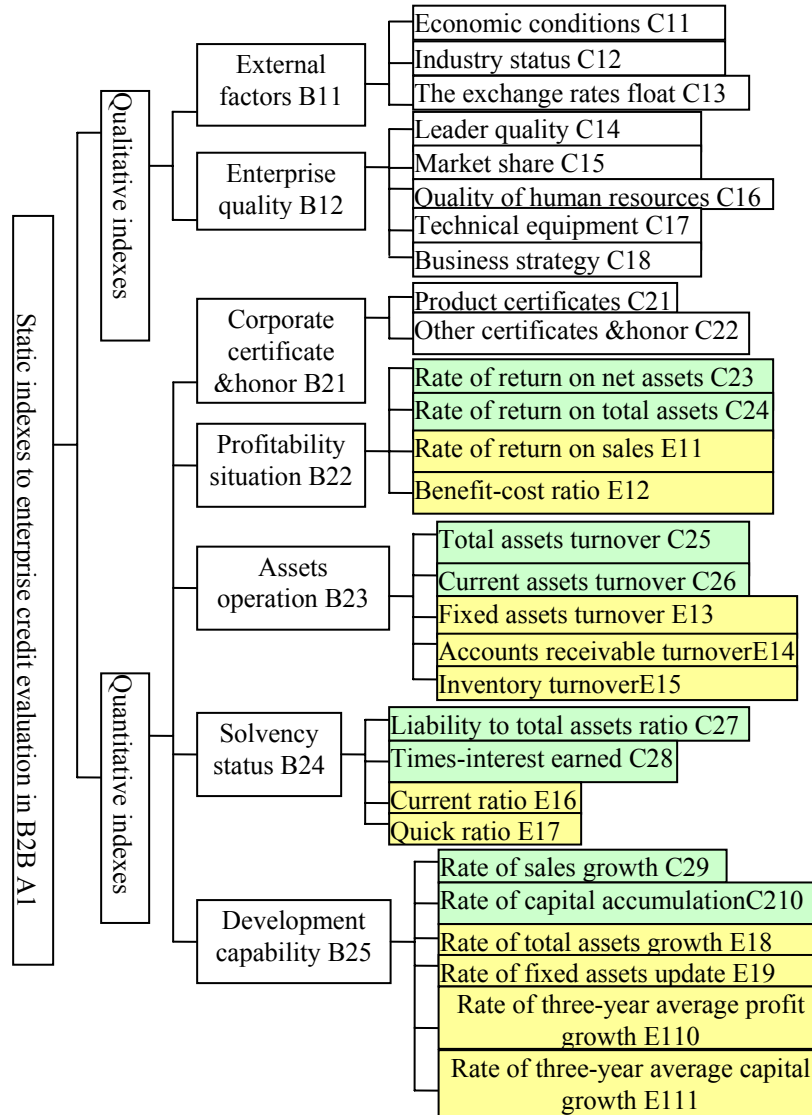 Static indexes to enterprise credit evaluation in B2B A1
Qualitative indexes
External
factors B11
Economic conditions C11
Industry status C12
The exchange rates float C13
Enterprise
quality B12
Leader quality C14
Market share C15
Quality of human resources C16
Technical equipment C17
Business strategy C18
Quantitative indexes
Corporate
certificate
&honor B21
Product certificates C21
Other certificates &honor C22
Profitability
situation B22
Rate of return on net assets C23
Rate of return on total assets C24
Rate of return on sales E11
Benefit-cost ratio E12
Assets
operation B23
Total assets turnover C25
Current assets turnover C26
Fixed assets turnover E13
Accounts receivable turnoverE14
Inventory turnoverE15
Solvency
status B24
Liability to total assets ratio C27
Times-interest earned C28
Current ratio E16
Quick ratio E17
Development
capability B25
Rate of sales growth C29
Rate of capital accumulationC210
Rate of total assets growth E18
Rate of fixed assets update E19
Rate of three-year average profit
growth E110
Rate of three-year average capital
growth E111